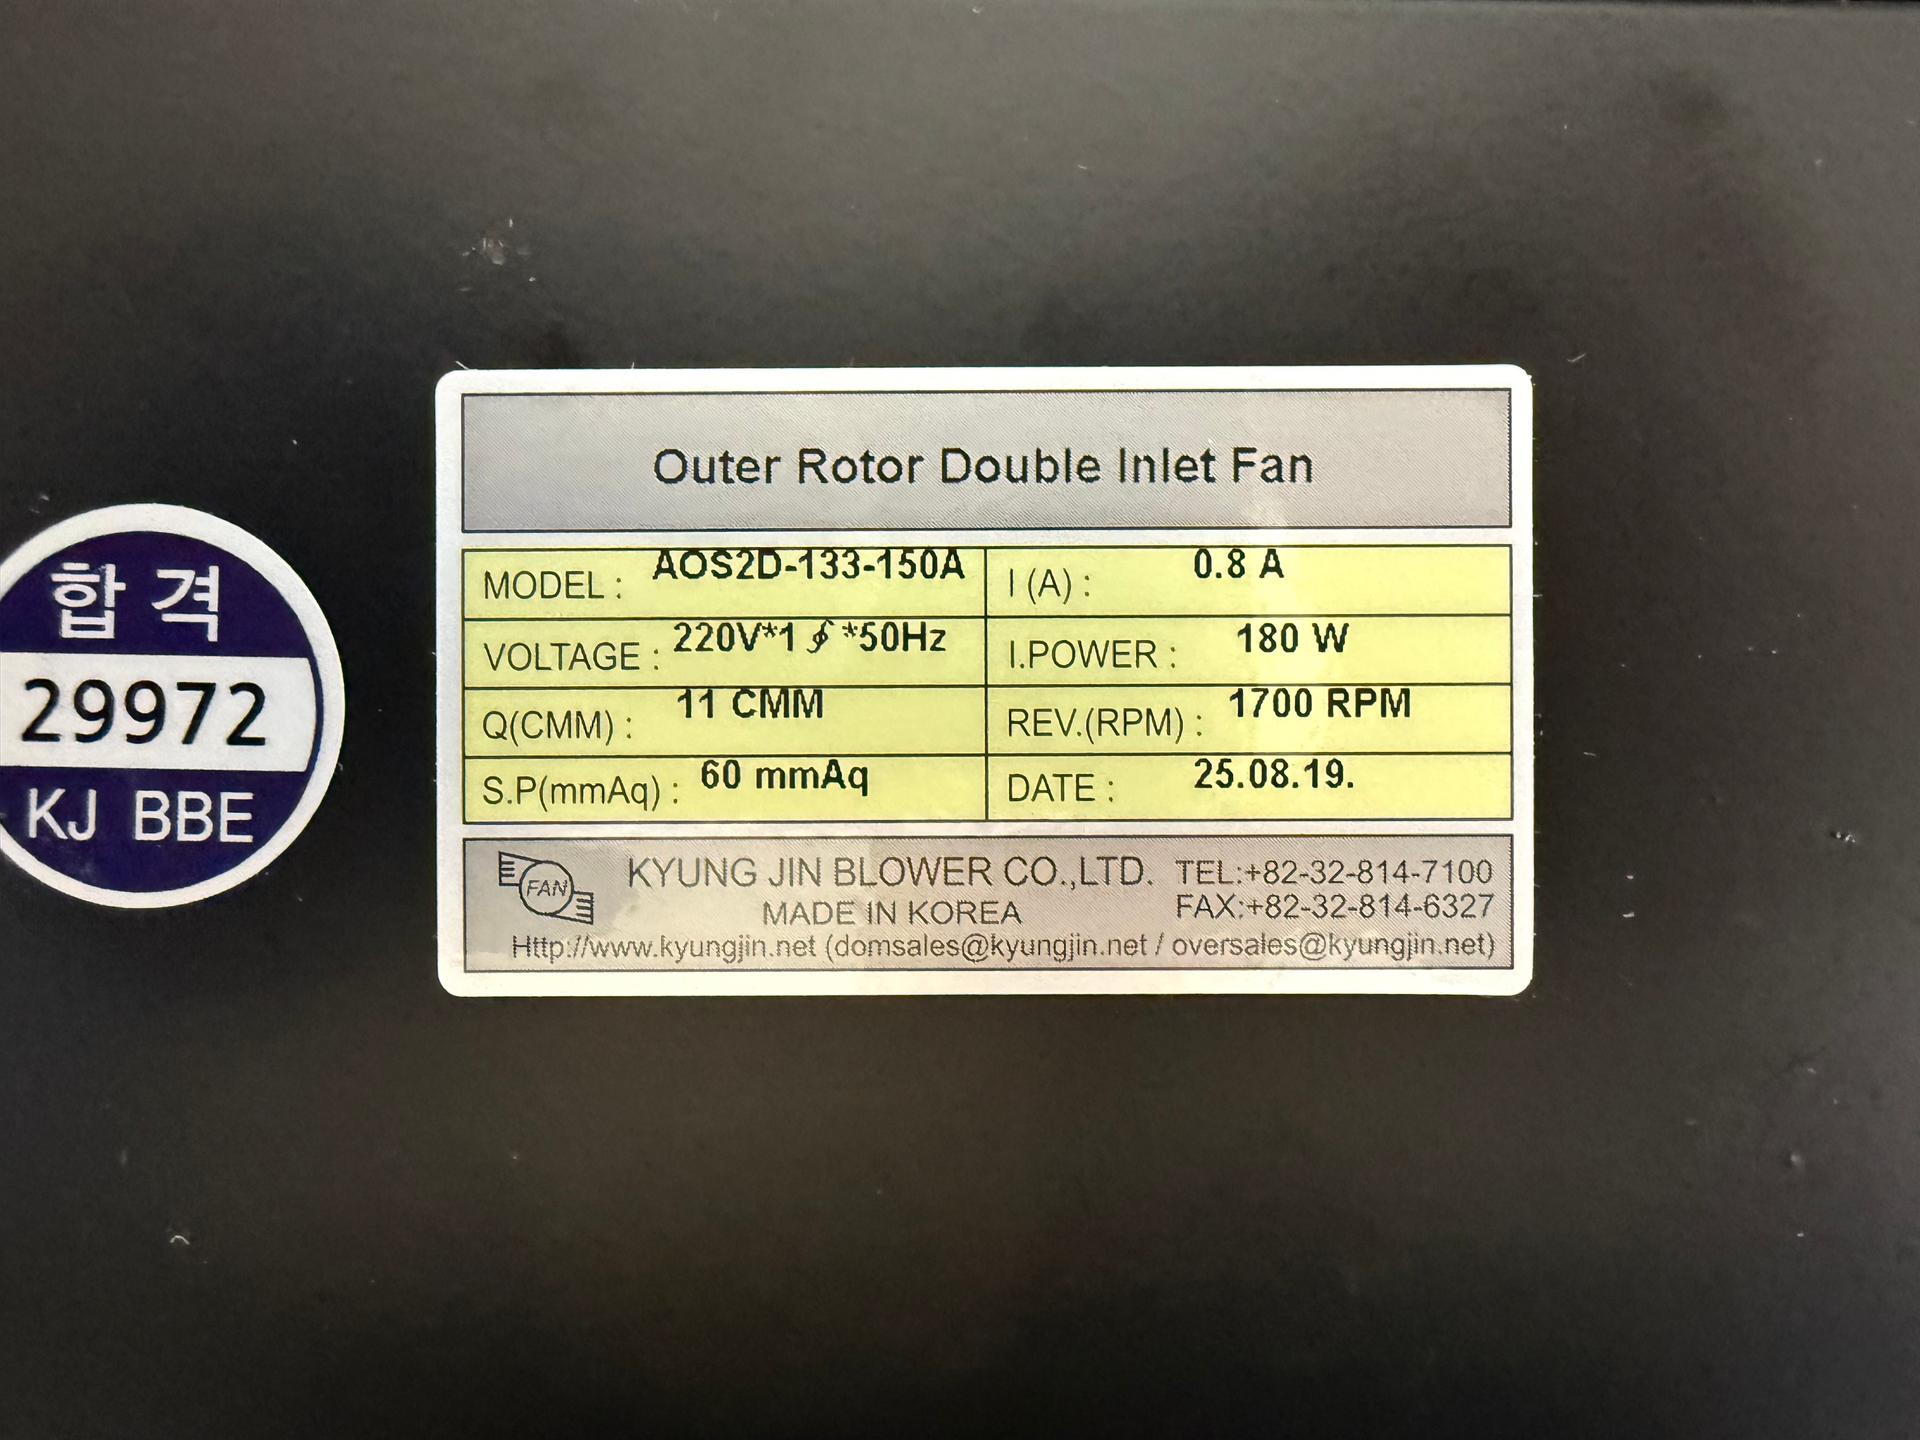 합격
29972
KJ BBE
Outer Rotor Double Inlet Fan
MODEL : AOS2D-133-150A I (A) : 0.8 A
VOLTAGE : 220V*1 ∮ *50Hz I.POWER : 180 W
Q(CMM) : 11 CMM REV.(RPM) : 1700 RPM
S.P(mmAq) : 60 mmAq DATE : 25.08.19.
FAN KYUNG JIN BLOWER CO.,LTD. TEL:+82-32-814-7100
MADE IN KOREA FAX:+82-32-814-6327
Http://www.kyungjin.net (domsales@kyungjin.net / oversales@kyungjin.net)